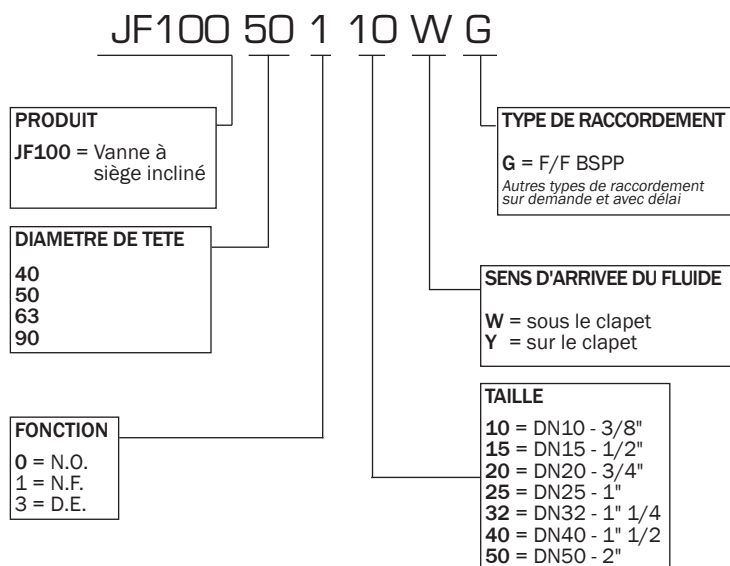 JF100 50 1 10 W G
PRODUIT
JF100 = Vanne à
siège incliné
DIAMETRE DE TETE
40
50
63
90
FONCTION
0 = N.O.
1 = N.F.
3 = D.E.
TYPE DE RACCORDEMENT
G = F/F BSPP
Autres types de raccordement
sur demande et avec délai
SENS D'ARRIVEE DU FLUIDE
W = sous le clapet
Y = sur le clapet
TAILLE
10 = DN10 - 3/8"
15 = DN15 - 1/2"
20 = DN20 - 3/4"
25 = DN25 - 1"
32 = DN32 - 1" 1/4
40 = DN40 - 1" 1/2
50 = DN50 - 2"